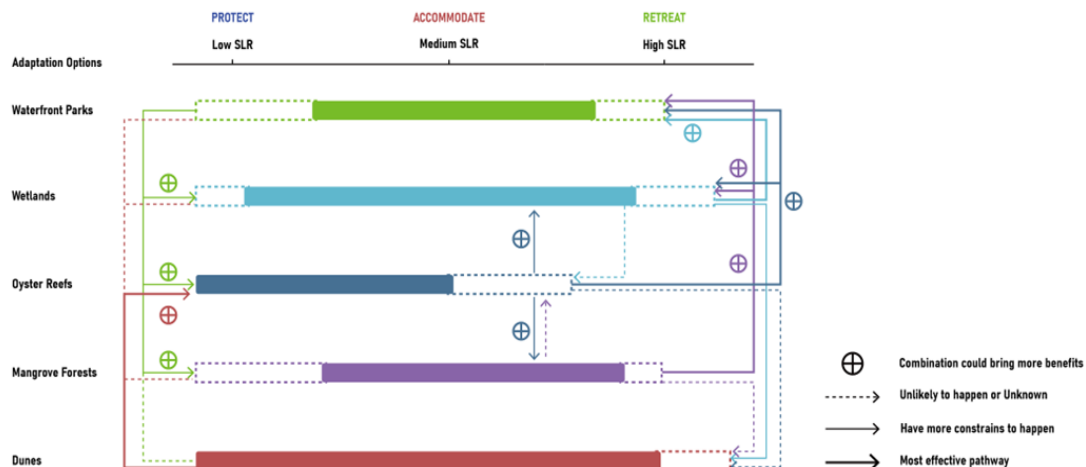 PROTECT ACCOMMODATE RETREAT
Low SLR Medium SLR High SLR
Adaptation Options
Waterfront Parks
Wetlands
Oyster Reefs
Mangrove Forests
Dunes
Combination could bring more benefits
Unlikely to happen or Unknown
Have more constrains to happen
Most effective pathway